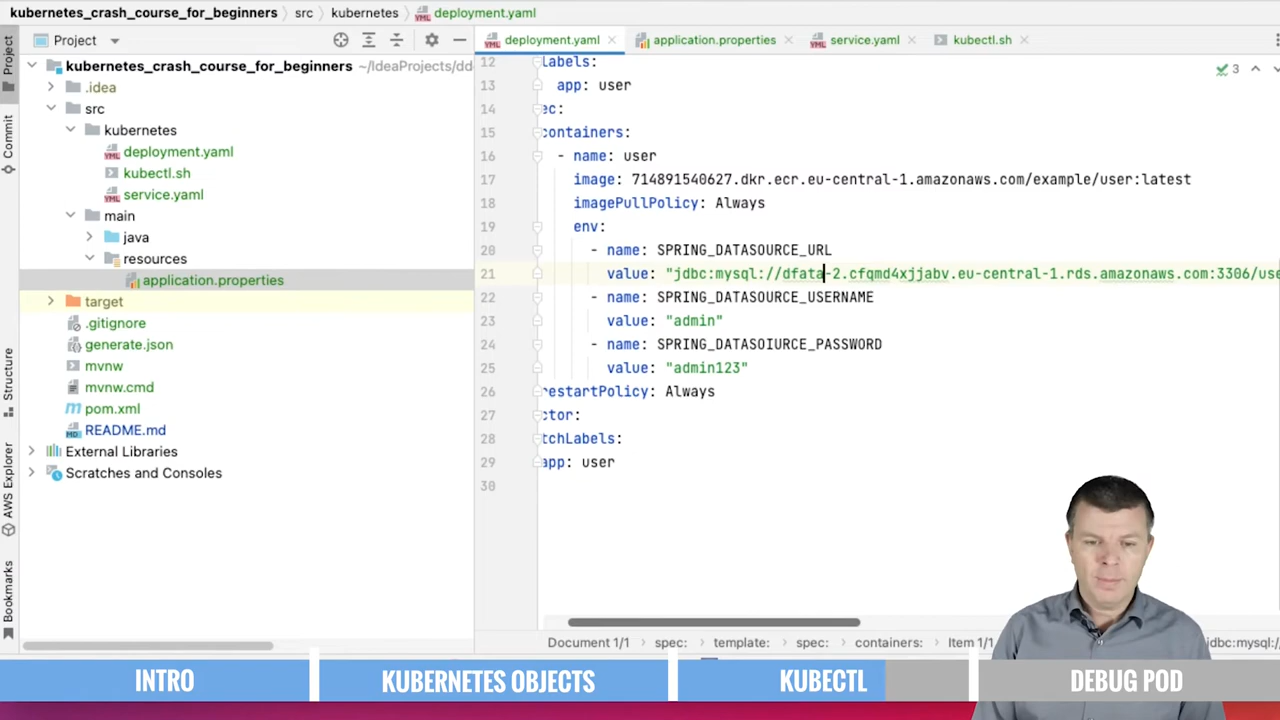 kubernetes_crash_course_for_beginners src kubernetes deployment.yaml
Project
deployment.yaml application.properties service.yaml kubectl.sh
Project
Commit
Structure
AWS Explorer
Bookmarks
kubernetes_crash_course_for_beginners ~/IdeaProjects/dd
.idea
src
kubernetes
deployment.yaml
kubectl.sh
service.yaml
main
java
resources
application.properties
target
.gitignore
generate.json
mvnw
mvnw.cmd
pom.xml
README.md
External Libraries
Scratches and Consoles
3
12 labels:
13 app: user
14 ec:
15 containers:
16 - name: user
17 image: 714891540627.dkr.ecr.eu-central-1.amazonaws.com/example/user:latest
18 imagePullPolicy: Always
19 env:
20 - name: SPRING_DATASOURCE_URL
21 value: "jdbc:mysql://dfata-2.cfqmd4xjjabv.eu-central-1.rds.amazonaws.com:3306/use
22 - name: SPRING_DATASOURCE_USERNAME
23 value: "admin"
24 - name: SPRING_DATASOIURCE_PASSWORD
25 value: "admin123"
26 restartPolicy: Always
27 ctor:
28 tchLabels:
29 app: user
30
Document 1/1 spec: template: spec: containers: Item 1/1 jdbc:mysql:/
INTRO KUBERNETES OBJECTS KUBECTL DEBUG POD